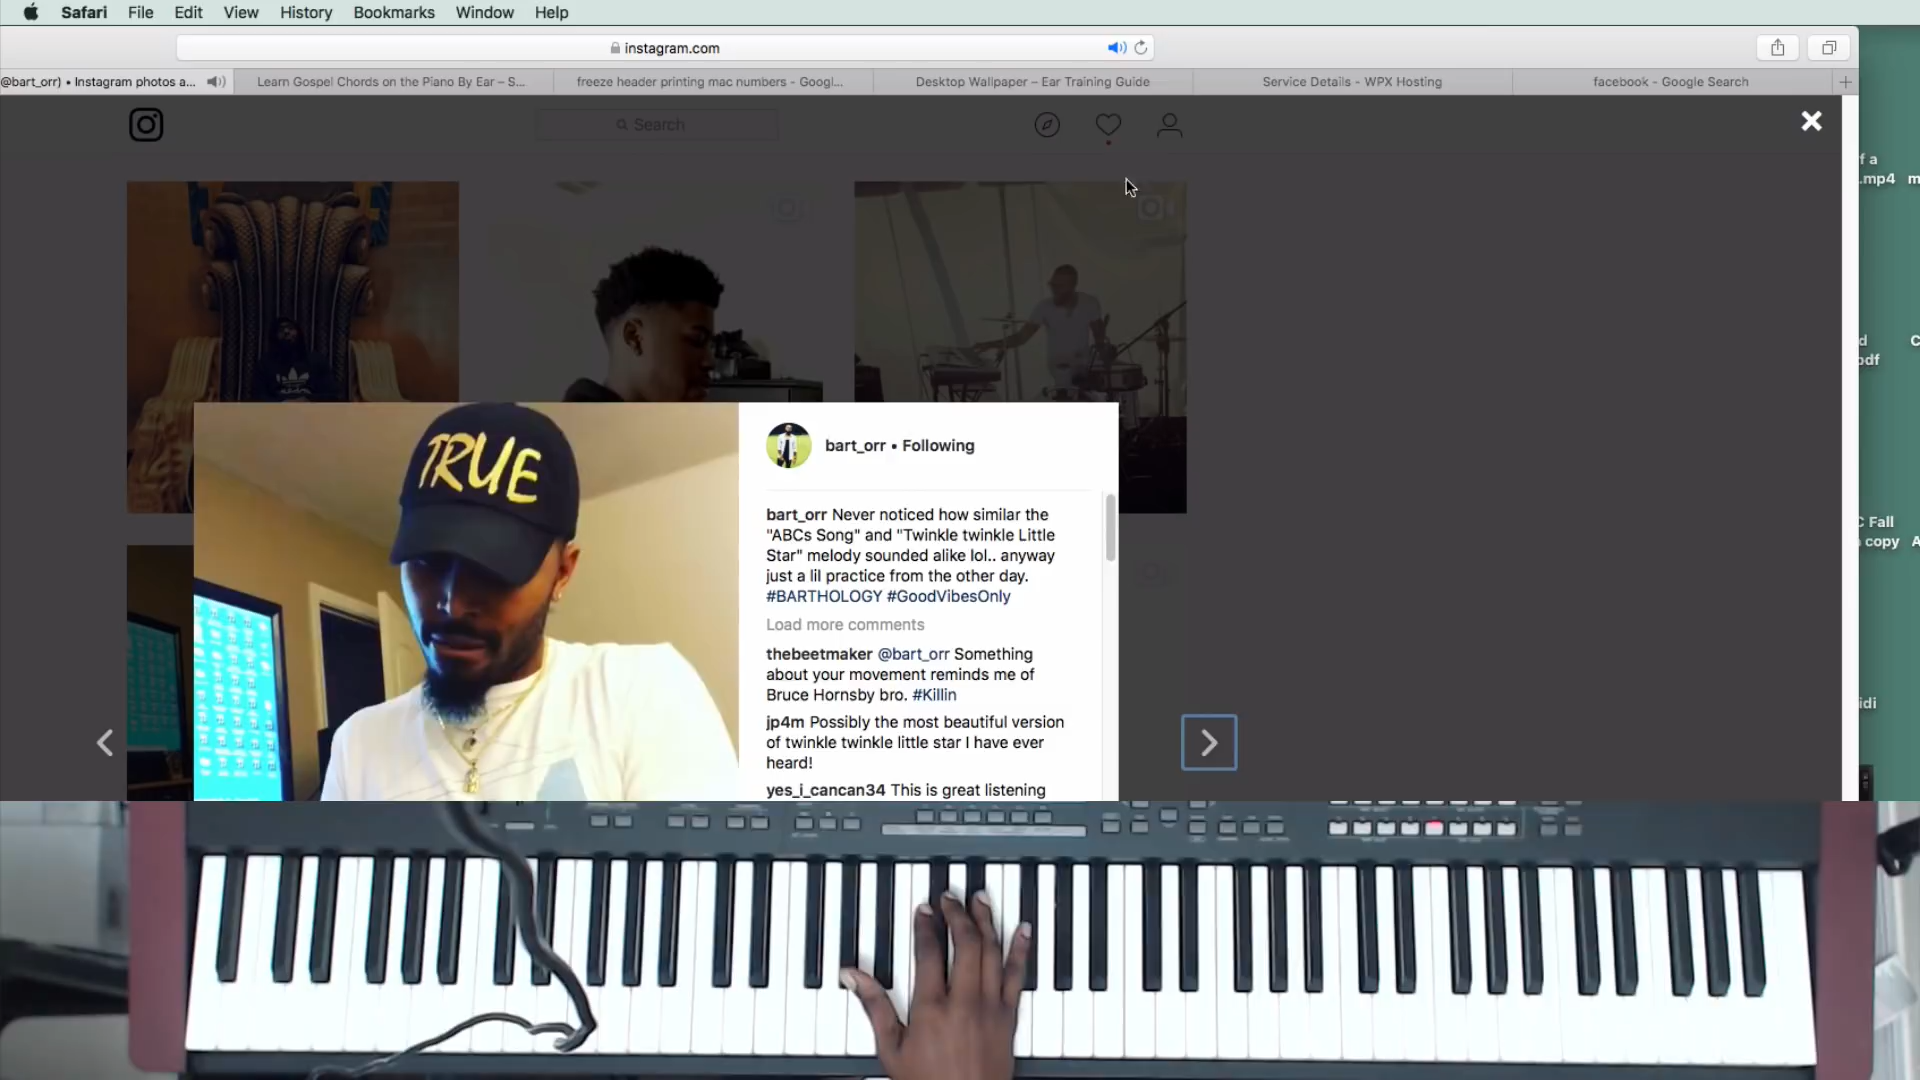 Safari File Edit View History Bookmarks Window Help
instagram.com
@bart_orr) • Instagram photos a...
Learn Gospel Chords on the Piano By Ear – S...
freeze header printing mac numbers - Googl...
Desktop Wallpaper – Ear Training Guide
Service Details - WPX Hosting
facebook - Google Search
Search
f a
.mp4 m
d C
pdf
C Fall
copy A
idi
TRUE
bart_orr • Following
bart_orr Never noticed how similar the
"ABCs Song" and "Twinkle twinkle Little
Star" melody sounded alike lol.. anyway
just a lil practice from the other day.
#BARTHOLOGY #GoodVibesOnly
Load more comments
thebeetmaker @bart_orr Something
about your movement reminds me of
Bruce Hornsby bro. #Killin
jp4m Possibly the most beautiful version
of twinkle twinkle little star I have ever
heard!
yes_i_cancan34 This is great listening